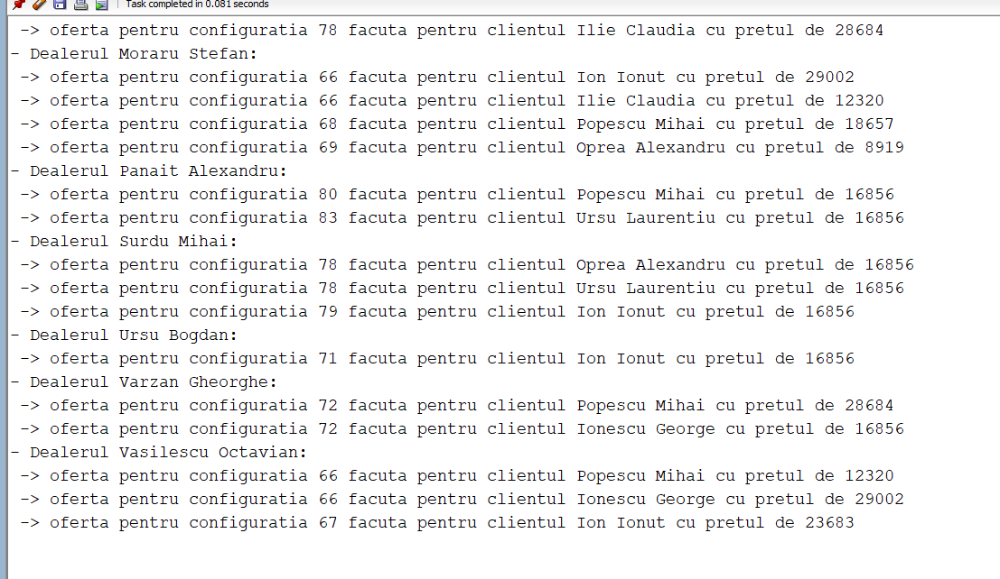 Task completed in 0.081 seconds
-> oferta pentru configuratia 78 facuta pentru clientul Ilie Claudia cu pretul de 28684
- Dealerul Moraru Stefan:
-> oferta pentru configuratia 66 facuta pentru clientul Ion Ionut cu pretul de 29002
-> oferta pentru configuratia 66 facuta pentru clientul Ilie Claudia cu pretul de 12320
-> oferta pentru configuratia 68 facuta pentru clientul Popescu Mihai cu pretul de 18657
-> oferta pentru configuratia 69 facuta pentru clientul Oprea Alexandru cu pretul de 8919
- Dealerul Panait Alexandru:
-> oferta pentru configuratia 80 facuta pentru clientul Popescu Mihai cu pretul de 16856
-> oferta pentru configuratia 83 facuta pentru clientul Ursu Laurentiu cu pretul de 16856
- Dealerul Surdu Mihai:
-> oferta pentru configuratia 78 facuta pentru clientul Oprea Alexandru cu pretul de 16856
-> oferta pentru configuratia 78 facuta pentru clientul Ursu Laurentiu cu pretul de 16856
-> oferta pentru configuratia 79 facuta pentru clientul Ion Ionut cu pretul de 16856
- Dealerul Ursu Bogdan:
-> oferta pentru configuratia 71 facuta pentru clientul Ion Ionut cu pretul de 16856
- Dealerul Varzan Gheorghe:
-> oferta pentru configuratia 72 facuta pentru clientul Popescu Mihai cu pretul de 28684
-> oferta pentru configuratia 72 facuta pentru clientul Ionescu George cu pretul de 16856
- Dealerul Vasilescu Octavian:
-> oferta pentru configuratia 66 facuta pentru clientul Popescu Mihai cu pretul de 12320
-> oferta pentru configuratia 66 facuta pentru clientul Ionescu George cu pretul de 29002
-> oferta pentru configuratia 67 facuta pentru clientul Ion Ionut cu pretul de 23683